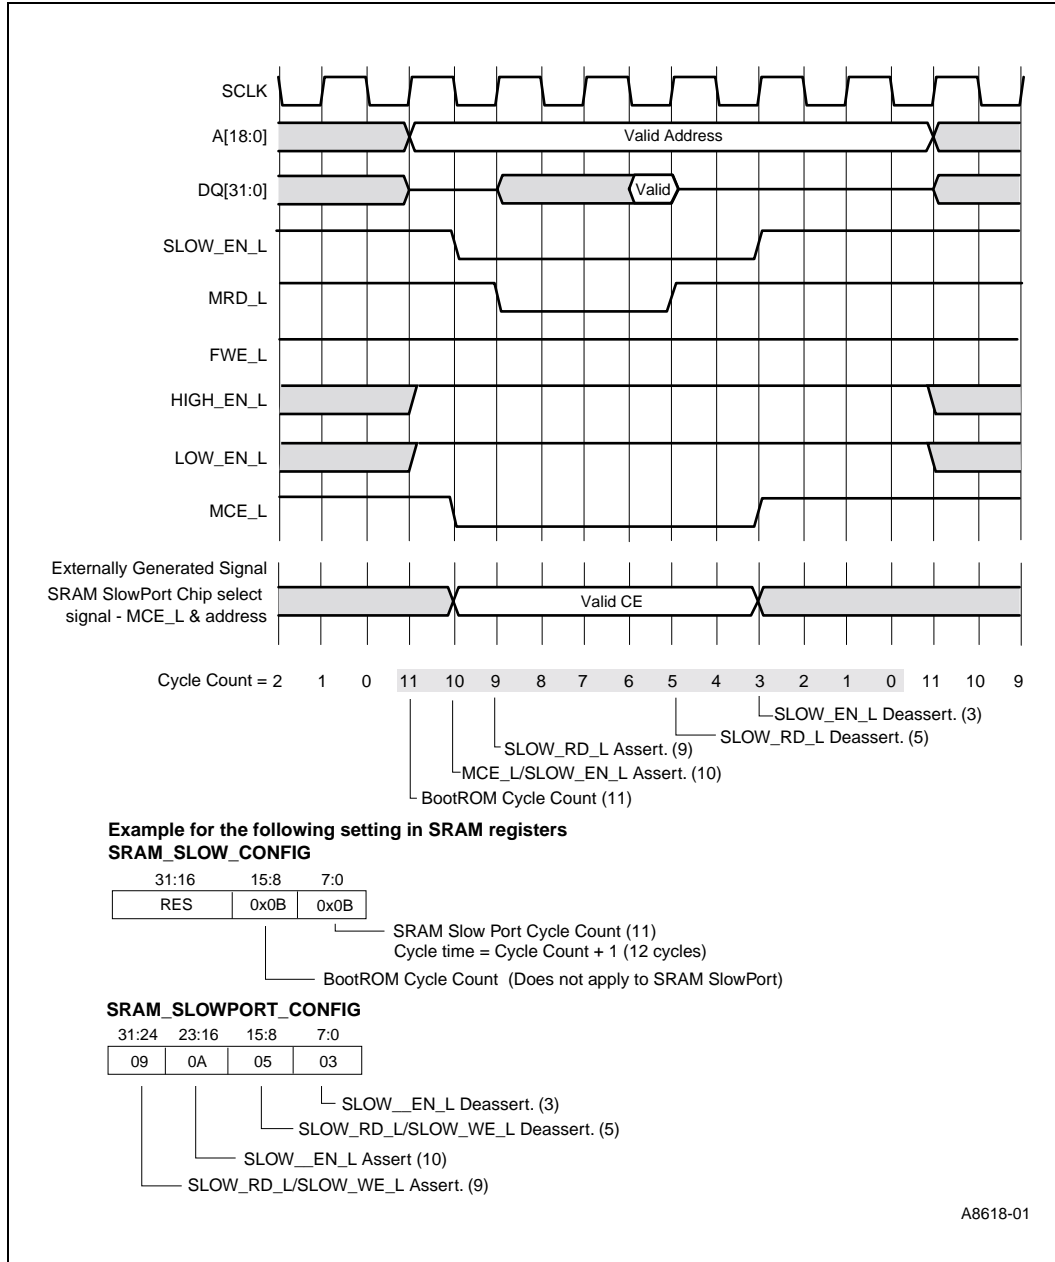 SCLK
A[18:0]
Valid Address
DQ[31:0]
Valid
SLOW_EN_L
MRD_L
FWE_L
HIGH_EN_L
LOW_EN_L
MCE_L
Externally Generated Signal
SRAM SlowPort Chip select
signal - MCE_L & address
Valid CE
Cycle Count = 2 1 0 11 10 9 8 7 6 5 4 3 2 1 0 11 10 9
SLOW_EN_L Deassert. (3)
SLOW_RD_L Deassert. (5)
SLOW_RD_L Assert. (9)
MCE_L/SLOW_EN_L Assert. (10)
BootROM Cycle Count (11)
Example for the following setting in SRAM registers
SRAM_SLOW_CONFIG
31:16 15:8 7:0
RES 0x0B 0x0B
SRAM Slow Port Cycle Count (11)
Cycle time = Cycle Count + 1 (12 cycles)
BootROM Cycle Count (Does not apply to SRAM SlowPort)
SRAM_SLOWPORT_CONFIG
31:24 23:16 15:8 7:0
09 0A 05 03
SLOW__EN_L Deassert. (3)
SLOW_RD_L/SLOW_WE_L Deassert. (5)
SLOW__EN_L Assert (10)
SLOW_RD_L/SLOW_WE_L Assert. (9)
A8618-01